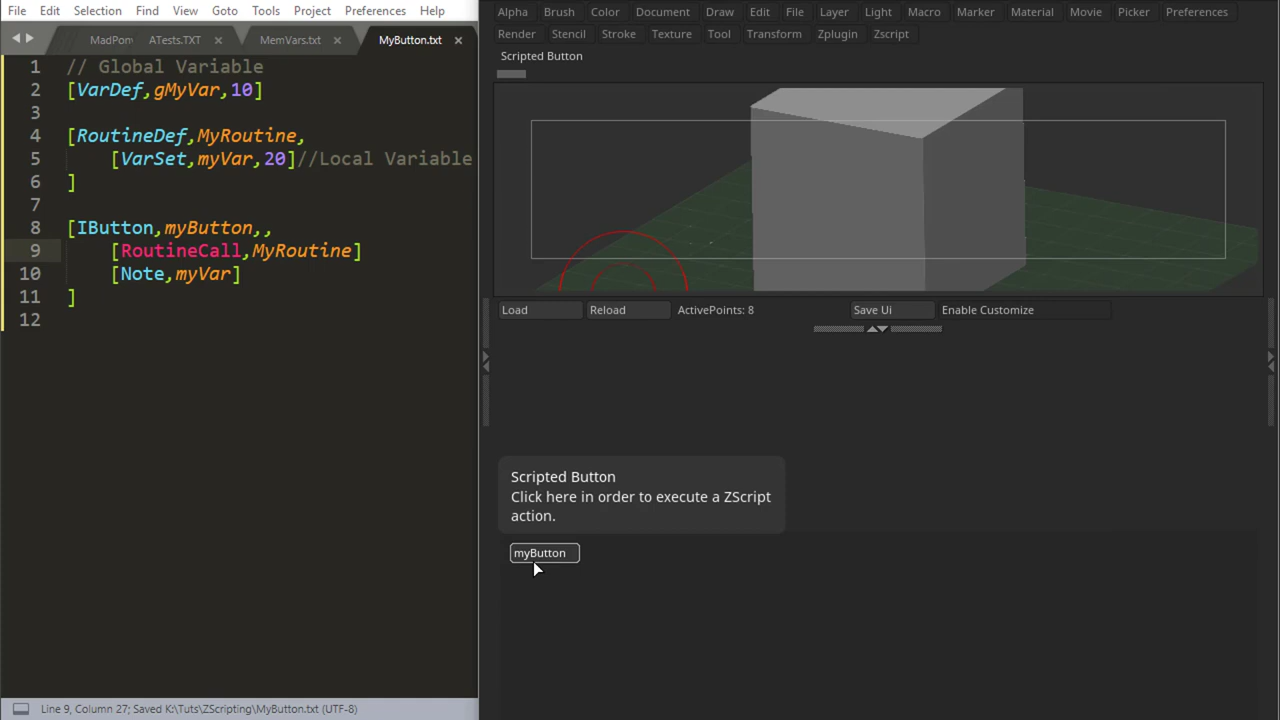 File Edit Selection Find View Goto Tools Project Preferences Help
MadPom ATests.TXT MemVars.txt MyButton.txt
1 // Global Variable
2 [VarDef,gMyVar,10]
3
4 [RoutineDef,MyRoutine,
5 [VarSet,myVar,20]//Local Variable
6 ]
7
8 [IButton,myButton,,
9 [RoutineCall,MyRoutine]
10 [Note,myVar]
11 ]
12
Line 9, Column 27; Saved K:\Tuts\ZScripting\MyButton.txt (UTF-8)
Alpha Brush Color Document Draw Edit File Layer Light Macro Marker Material Movie Picker Preferences
Render Stencil Stroke Texture Tool Transform Zplugin Zscript
Scripted Button
Load Reload ActivePoints: 8 Save Ui Enable Customize
Scripted Button
Click here in order to execute a ZScript
action.
myButton